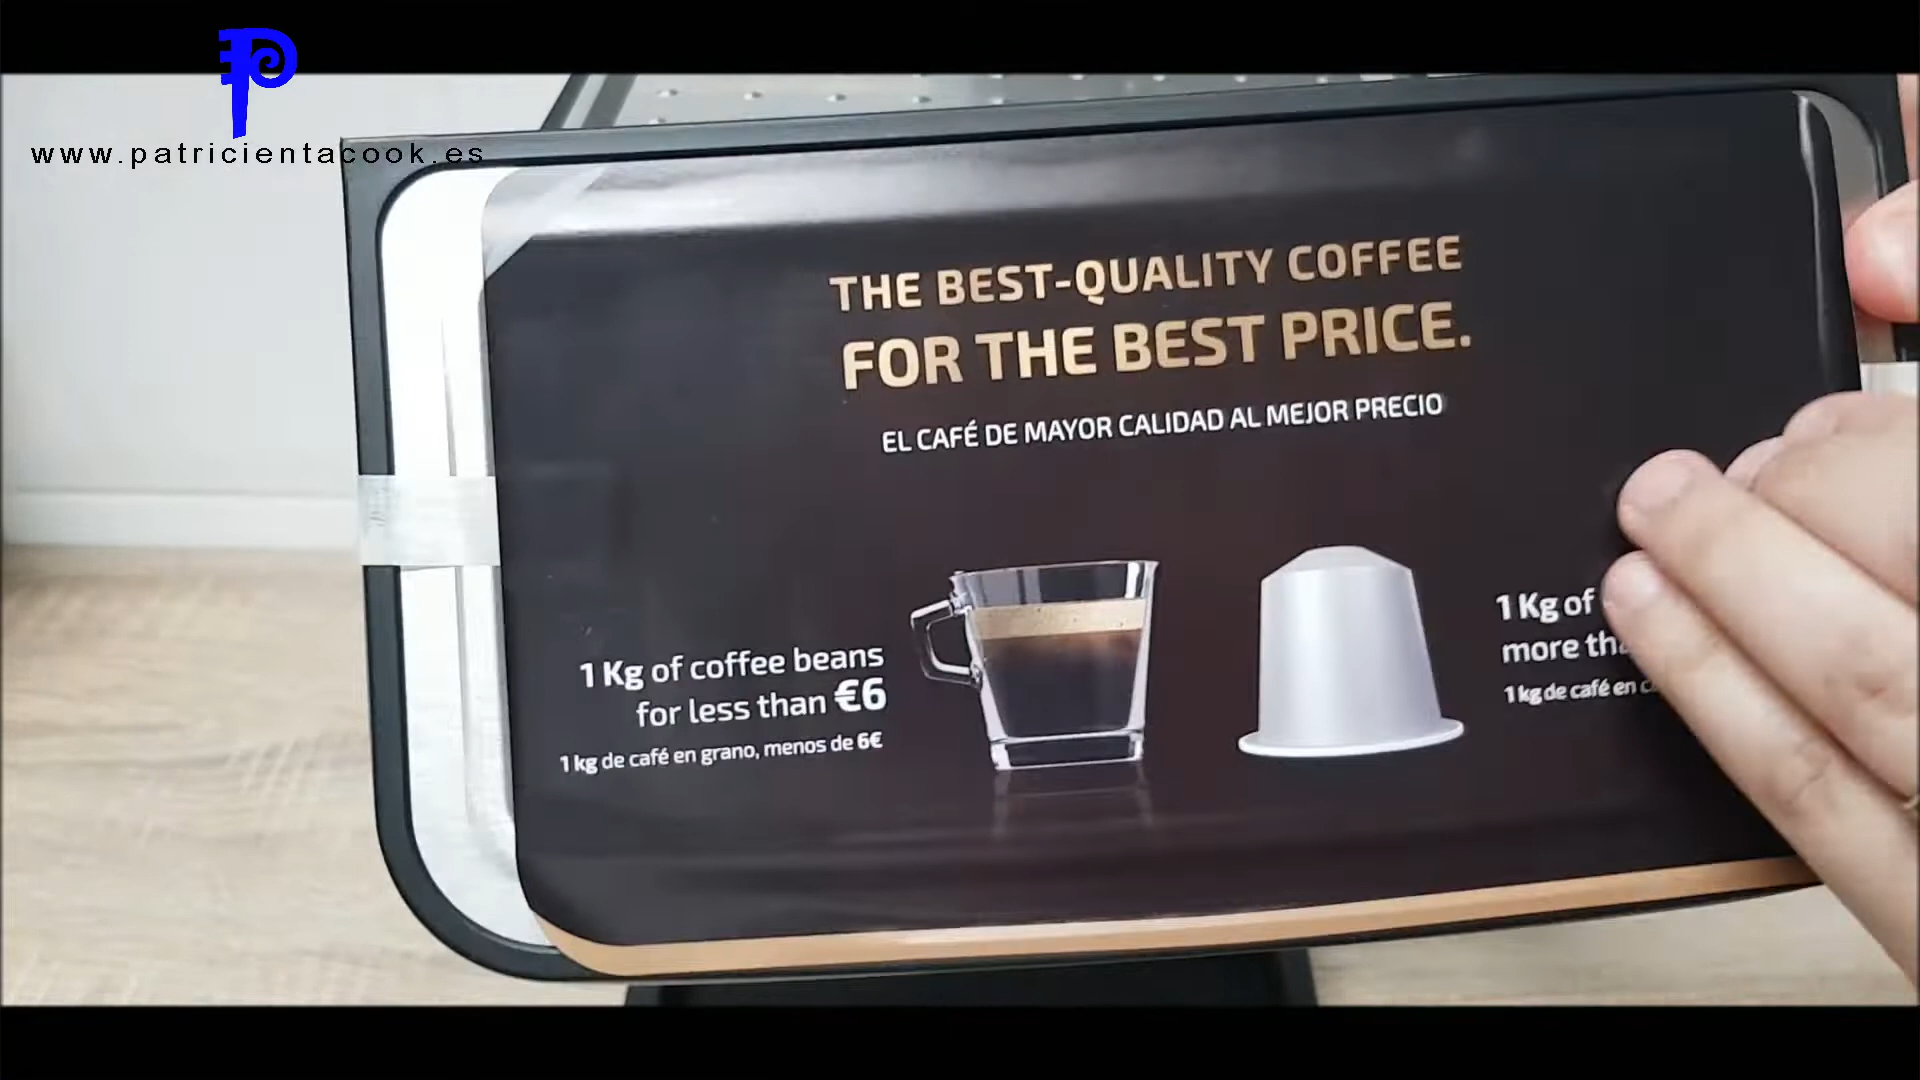 www.patricientacook.es
THE BEST-QUALITY COFFEE
FOR THE BEST PRICE.
EL CAFÉ DE MAYOR CALIDAD AL MEJOR PRECIO
1 Kg of coffee beans
for less than €6
1 kg de café en grano, menos de 6€
1 Kg of
more
1 kg de café en